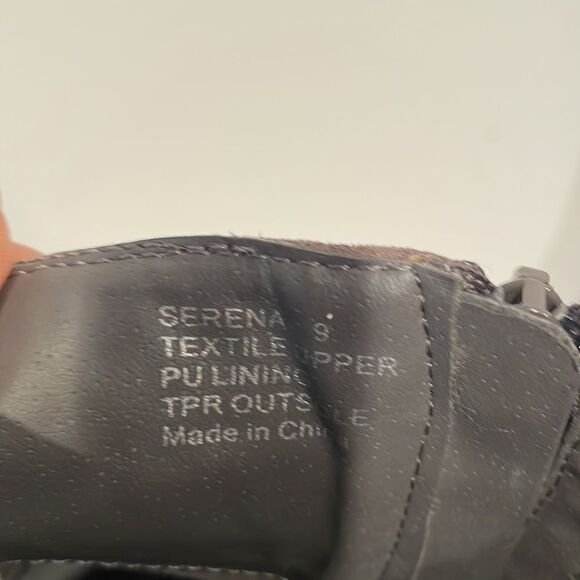 SERENA 9
TEXTILE UPPER
PU LINING
TPR OUTSOLE
Made in China